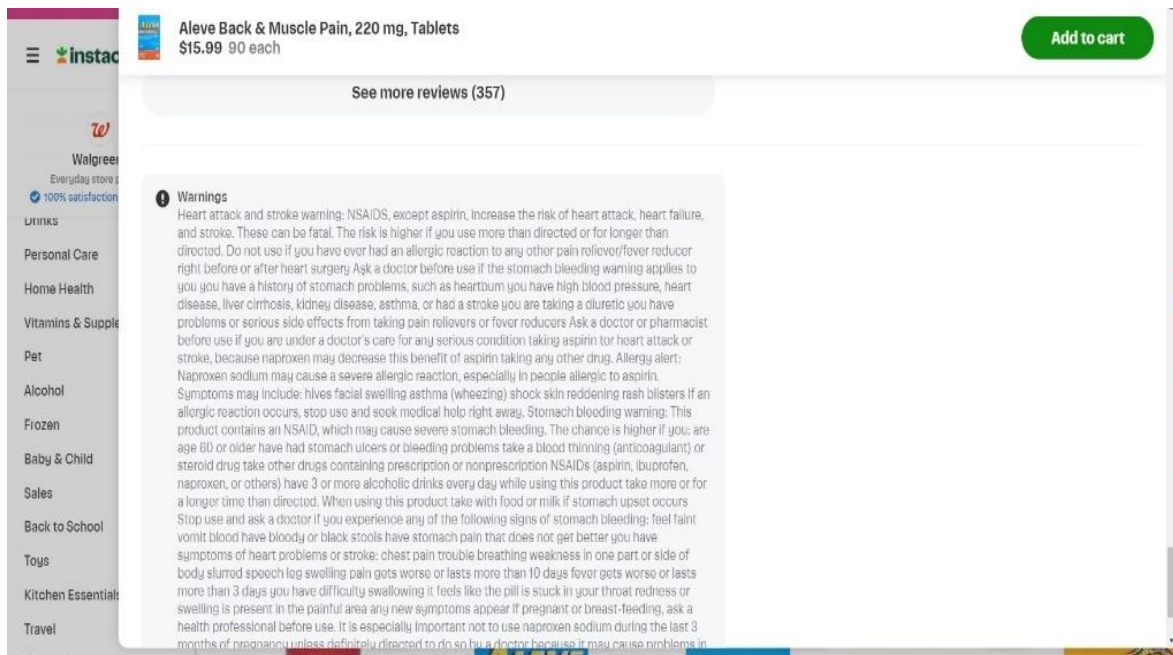 Aleve Back & Muscle Pain, 220 mg, Tablets
$15.99 90 each
Add to cart
instac
See more reviews (357)
Walgreer
Everyday store p
100% satisfaction
Drinks
Personal Care
Home Health
Vitamins & Supple
Pet
Alcohol
Frozen
Baby & Child
Sales
Back to School
Toys
Kitchen Essentials
Travel
Warnings
Heart attack and stroke warning: NSAIDS, except aspirin, increase the risk of heart attack, heart failure,
and stroke. These can be fatal. The risk is higher if you use more than directed or for longer than
directed. Do not use if you have ever had an allergic reaction to any other pain reliever/fever reducer
right before or after heart surgery Ask a doctor before use if the stomach bleeding warning applies to
you you have a history of stomach problems, such as heartburn you have high blood pressure, heart
disease, liver cirrhosis, kidney disease, asthma, or had a stroke you are taking a diuretic you have
problems or serious side effects from taking pain relievers or fever reducers Ask a doctor or pharmacist
before use if you are under a doctor's care for any serious condition taking aspirin for heart attack or
stroke, because naproxen may decrease this benefit of aspirin taking any other drug. Allergy alert:
Naproxen sodium may cause a severe allergic reaction, especially in people allergic to aspirin.
Symptoms may include: hives facial swelling asthma (wheezing) shock skin reddening rash blisters If an
allergic reaction occurs, stop use and seek medical help right away. Stomach bleeding warning: This
product contains an NSAID, which may cause severe stomach bleeding. The chance is higher if you: are
age 60 or older have had stomach ulcers or bleeding problems take a blood thinning (anticoagulant) or
steroid drug take other drugs containing prescription or nonprescription NSAIDs (aspirin, ibuprofen,
naproxen, or others) have 3 or more alcoholic drinks every day while using this product take more or for
a longer time than directed. When using this product take with food or milk if stomach upset occurs
Stop use and ask a doctor if you experience any of the following signs of stomach bleeding: feel faint
vomit blood have bloody or black stools have stomach pain that does not get better you have
symptoms of heart problems or stroke: chest pain trouble breathing weakness in one part or side of
body slurred speech leg swelling pain gets worse or lasts more than 10 days fever gets worse or lasts
more than 3 days you have difficulty swallowing it feels like the pill is stuck in your throat redness or
swelling is present in the painful area any new symptoms appear If pregnant or breast-feeding, ask a
health professional before use. It is especially important not to use naproxen sodium during the last 3
months of pregnancy unless definitely directed to do so by a doctor because it may cause problems in